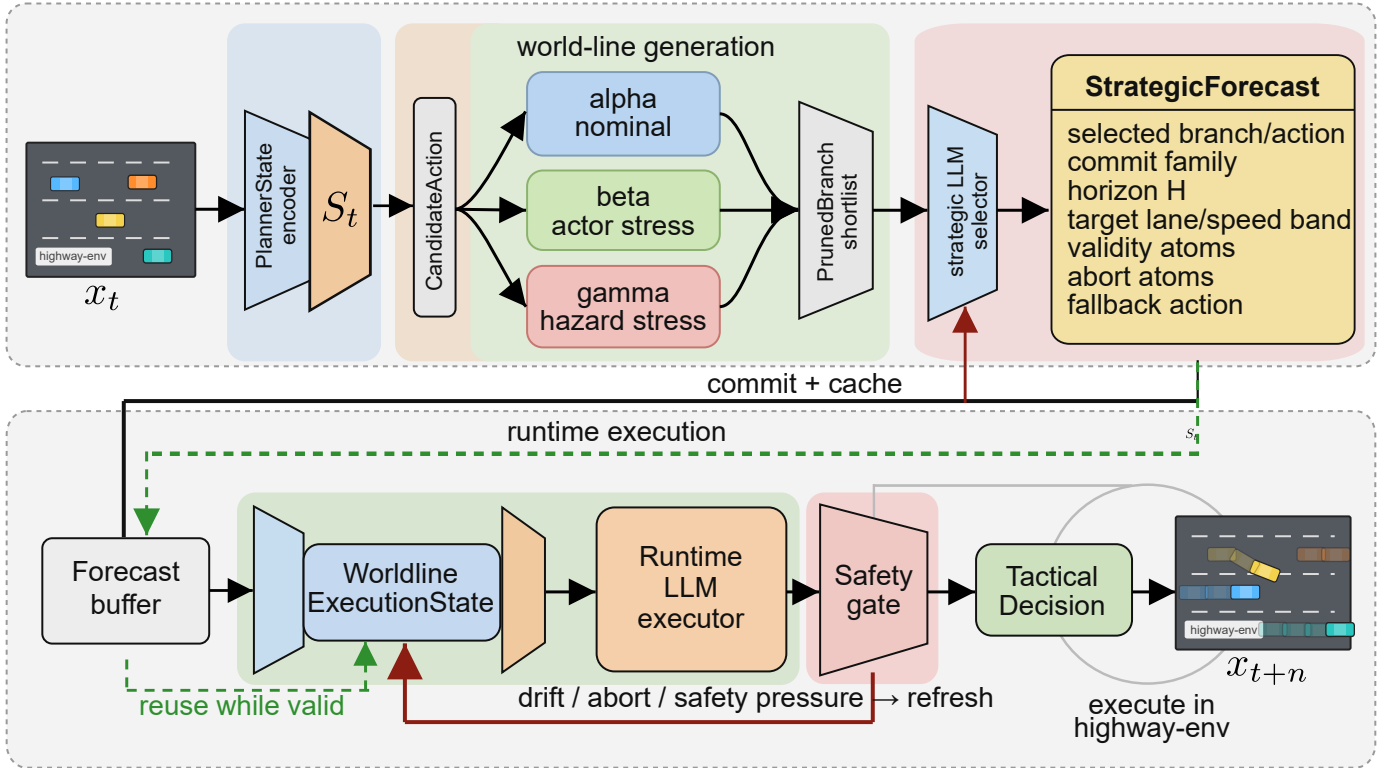 world-line generation
highway-env
x_t
PlannerState
encoder
S_t
CandidateAction
alpha
nominal
beta
actor stress
gamma
hazard stress
PrunedBranch
shortlist
strategic LLM
selector
StrategicForecast
selected branch/action
commit family
horizon H
target lane/speed band
validity atoms
abort atoms
fallback action
commit + cache
runtime execution
Forecast
buffer
reuse while valid
Worldline
ExecutionState
Runtime
LLM
executor
Safety
gate
drift / abort / safety pressure → refresh
Tactical
Decision
highway-env
x_{t+n}
execute in
highway-env